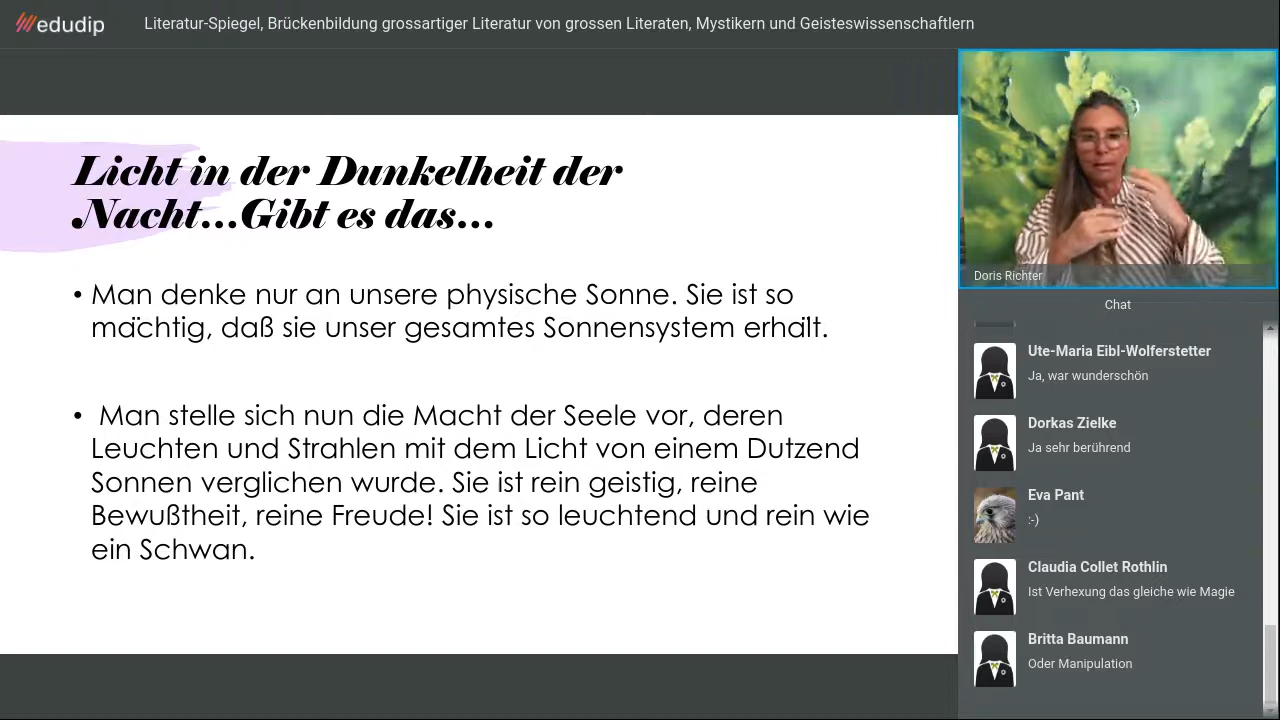 edudip
Literatur-Spiegel, Brückenbildung grossartiger Literatur von grossen Literaten, Mystikern und Geisteswissenschaftlern
Licht in der Dunkelheit der
Nacht...Gibt es das...
• Man denke nur an unsere physische Sonne. Sie ist so
mächtig, daß sie unser gesamtes Sonnensystem erhält.
• Man stelle sich nun die Macht der Seele vor, deren
Leuchten und Strahlen mit dem Licht von einem Dutzend
Sonnen verglichen wurde. Sie ist rein geistig, reine
Bewußtheit, reine Freude! Sie ist so leuchtend und rein wie
ein Schwan.
Doris Richter
Chat
Ute-Maria Eibl-Wolferstetter
Ja, war wunderschön
Dorkas Zielke
Ja sehr berührend
Eva Pant
:-)
Claudia Collet Rothlin
Ist Verhexung das gleiche wie Magie
Britta Baumann
Oder Manipulation